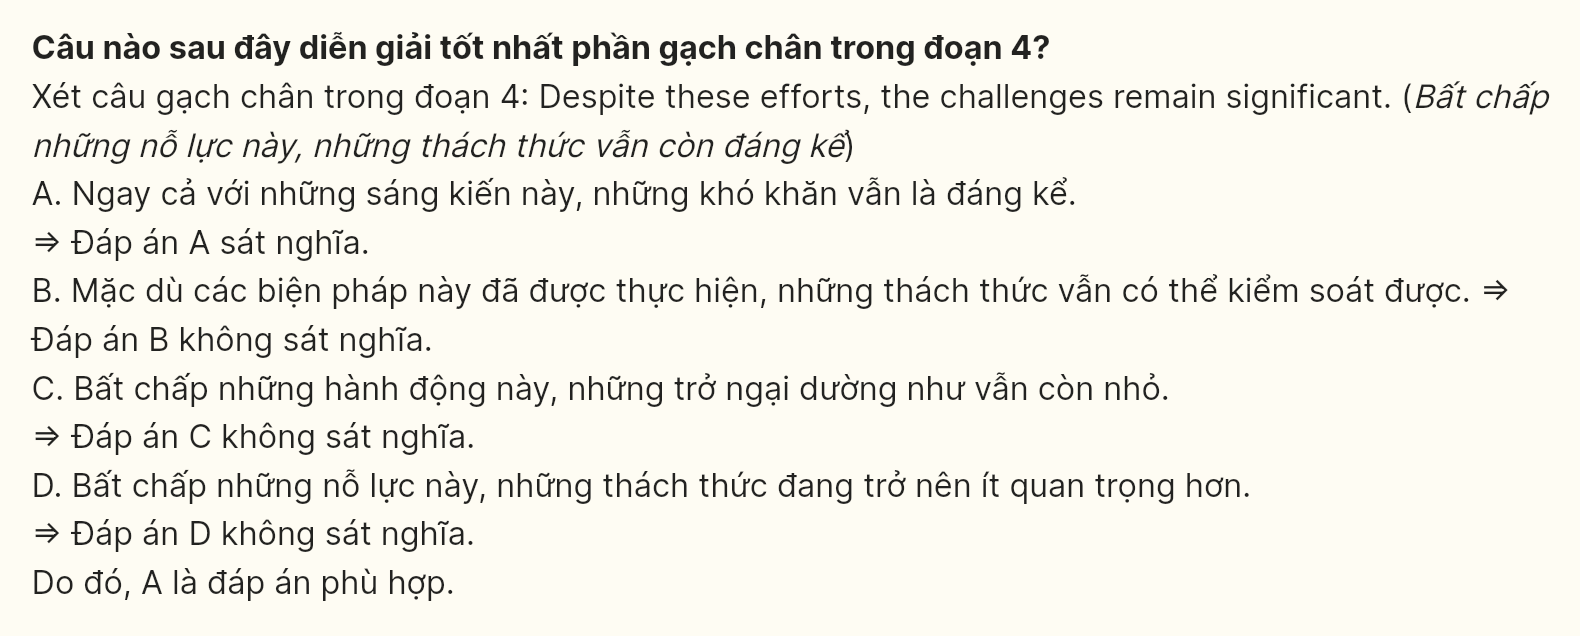 Câu nào sau đây diễn giải tốt nhất phần gạch chân trong đoạn 4?
Xét câu gạch chân trong đoạn 4: Despite these efforts, the challenges remain significant. (Bất chấp
những nỗ lực này, những thách thức vẫn còn đáng kể)
A. Ngay cả với những sáng kiến này, những khó khăn vẫn là đáng kể.
⇒ Đáp án A sát nghĩa.
B. Mặc dù các biện pháp này đã được thực hiện, những thách thức vẫn có thể kiểm soát được. ⇒
Đáp án B không sát nghĩa.
C. Bất chấp những hành động này, những trở ngại dường như vẫn còn nhỏ.
⇒ Đáp án C không sát nghĩa.
D. Bất chấp những nỗ lực này, những thách thức đang trở nên ít quan trọng hơn.
⇒ Đáp án D không sát nghĩa.
Do đó, A là đáp án phù hợp.